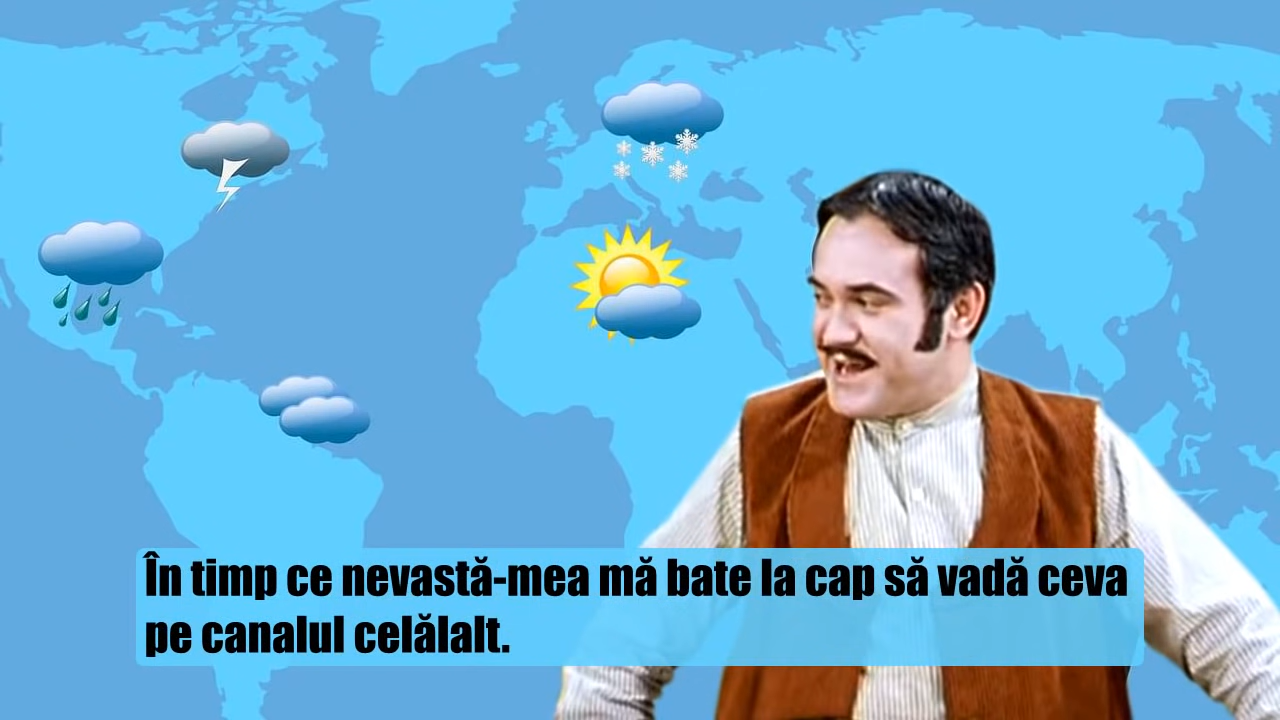 În timp ce nevastă-mea mă bate la cap să vadă ceva
pe canalul celălalt.